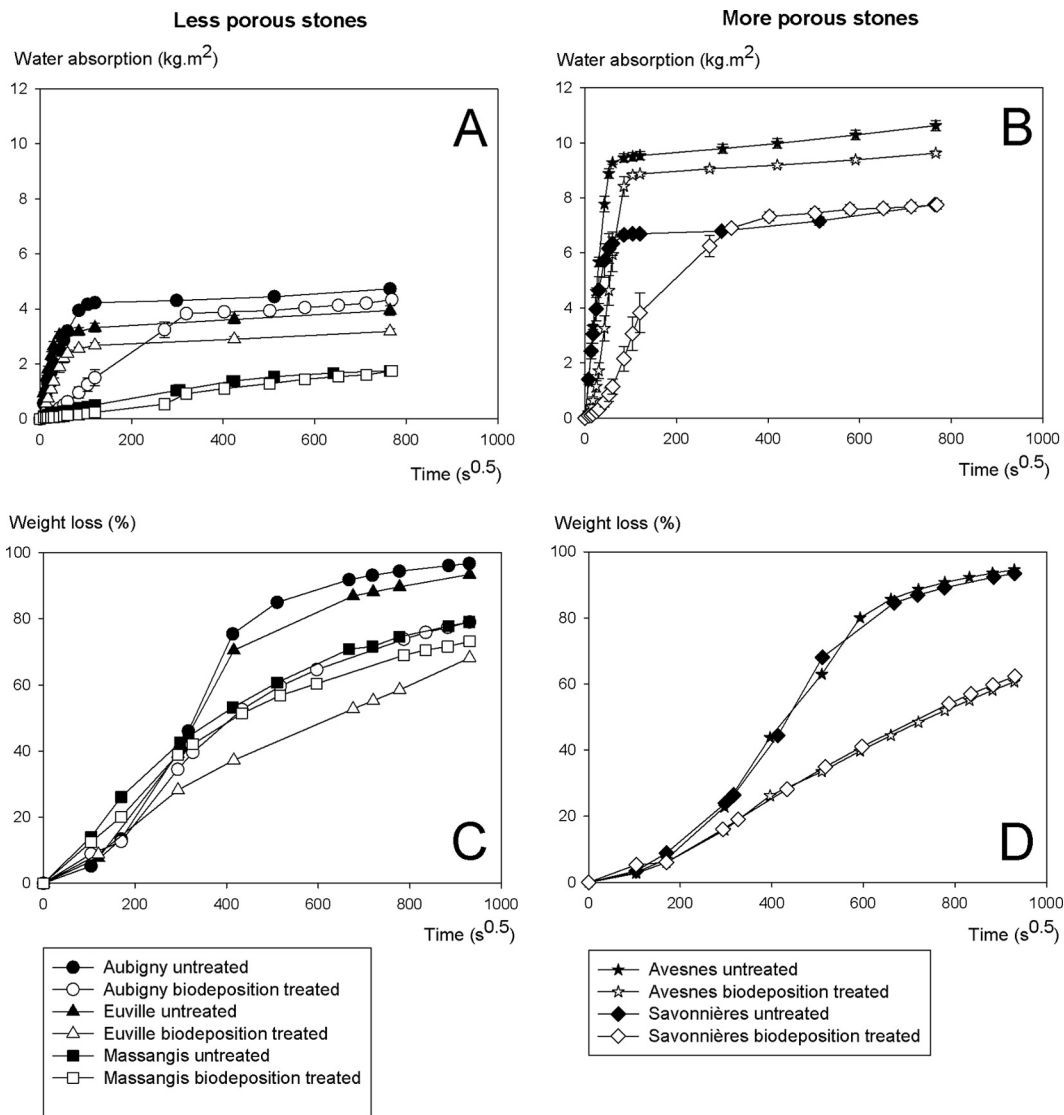 Less porous stones
Water absorption (kg.m2)
12
10
8
6
4
2
0
A
0 200 400 600 800 1000
Time (s0.5)
More porous stones
Water absorption (kg.m2)
12
10
8
6
4
2
0
B
0 200 400 600 800 1000
Time (s0.5)
Weight loss (%)
100
80
60
40
20
0
C
0 200 400 600 800 1000
Time (s0.5)
Weight loss (%)
100
80
60
40
20
0
D
0 200 400 600 800 1000
Time (s0.5)
Aubigny untreated
Aubigny biodeposition treated
Euville untreated
Euville biodeposition treated
Massangis untreated
Massangis biodeposition treated
Avesnes untreated
Avesnes biodeposition treated
Savonnières untreated
Savonnières biodeposition treated